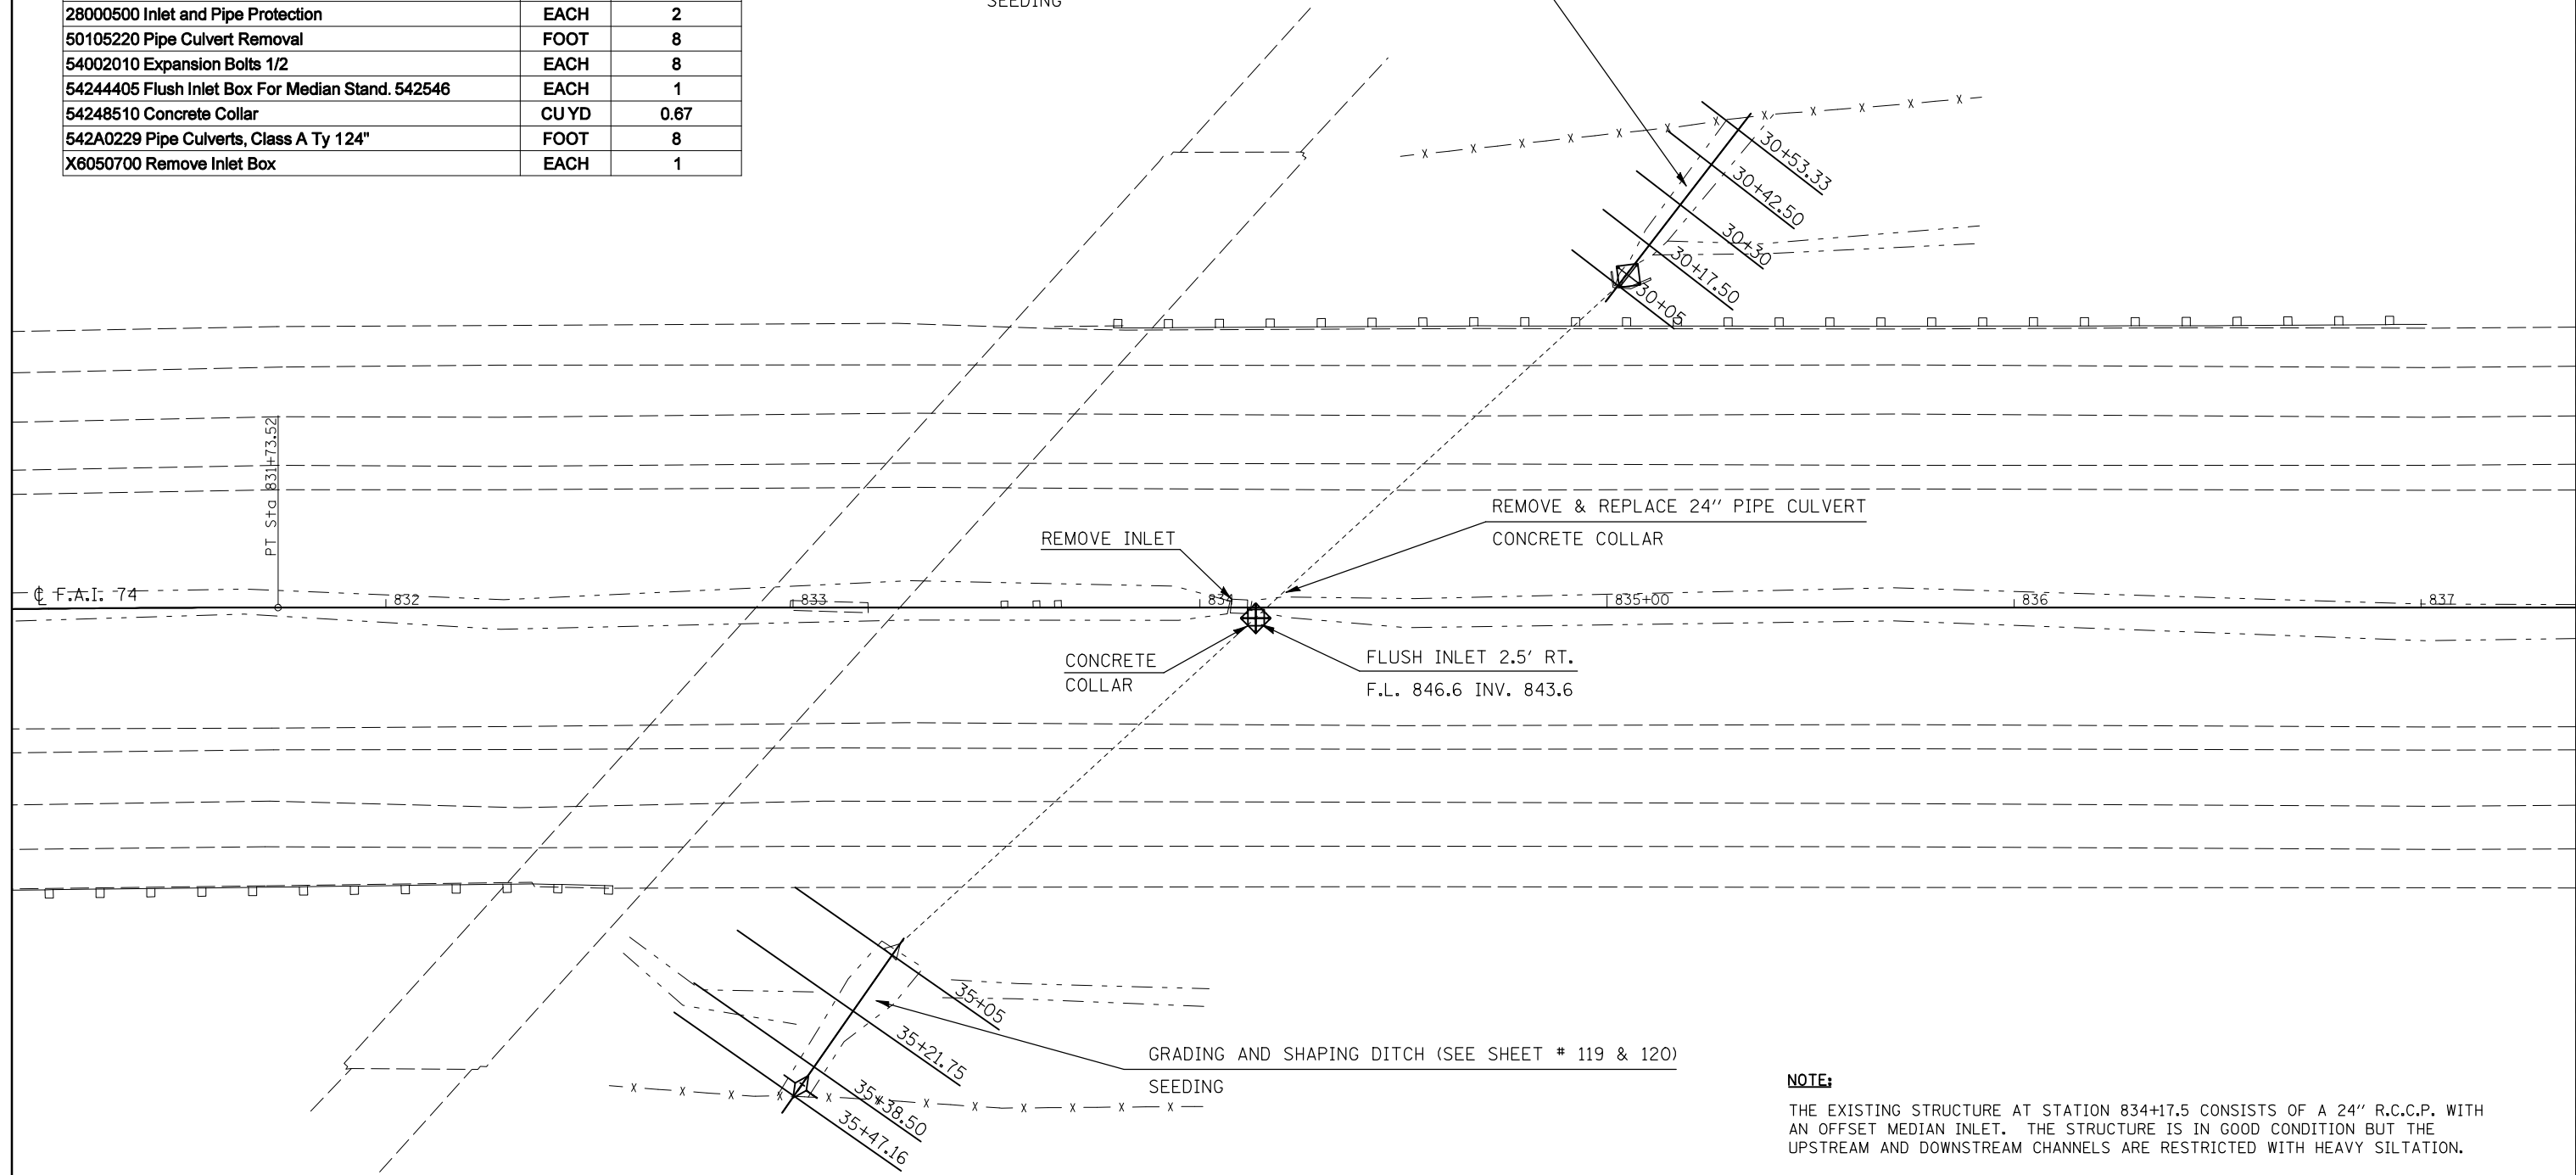 SEEDING
28000500 Inlet and Pipe Protection EACH 2
50105220 Pipe Culvert Removal FOOT 8
54002010 Expansion Bolts 1/2 EACH 8
54244405 Flush Inlet Box For Median Stand. 542546 EACH 1
54248510 Concrete Collar CU YD 0.67
542A0229 Pipe Culverts, Class A Ty 1 24" FOOT 8
X6050700 Remove Inlet Box EACH 1
30+53.33
30+42.50
30+30
30+17.50
30+05
PT Sta 831+73.52
REMOVE & REPLACE 24" PIPE CULVERT
CONCRETE COLLAR
REMOVE INLET
℄ F.A.I. 74
832
833
834
835+00
836
837
CONCRETE
COLLAR
FLUSH INLET 2.5' RT.
F.L. 846.6 INV. 843.6
35+05
35+21.75
35+38.50
35+47.16
GRADING AND SHAPING DITCH (SEE SHEET # 119 & 120)
SEEDING
NOTE:
THE EXISTING STRUCTURE AT STATION 834+17.5 CONSISTS OF A 24" R.C.C.P. WITH
AN OFFSET MEDIAN INLET. THE STRUCTURE IS IN GOOD CONDITION BUT THE
UPSTREAM AND DOWNSTREAM CHANNELS ARE RESTRICTED WITH HEAVY SILTATION.